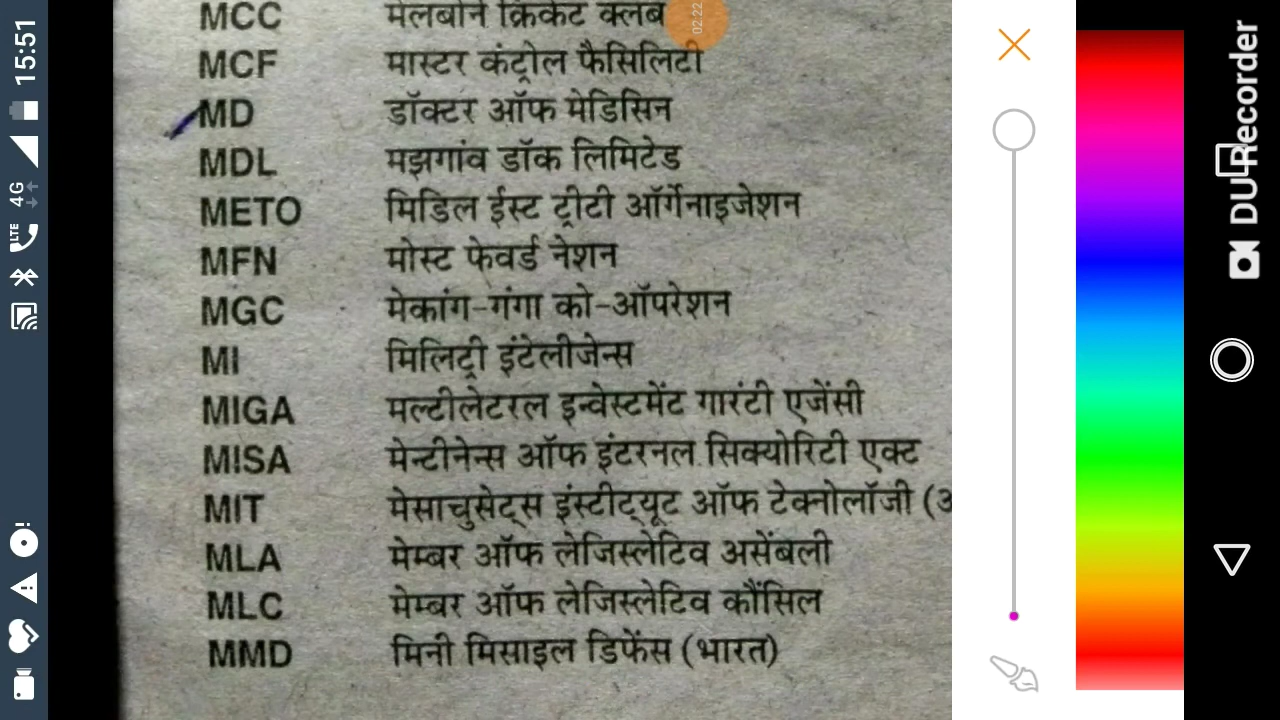 MCC मेलबोर्न क्रिकेट क्लब
02:22
MCF मास्टर कंट्रोल फैसिलिटी
MD डॉक्टर ऑफ मेडिसिन
MDL मझगांव डॉक लिमिटेड
METO मिडिल ईस्ट ट्रीटी ऑर्गेनाइजेशन
MFN मोस्ट फेवर्ड नेशन
MGC मेकांग-गंगा को-ऑपरेशन
MI मिलिट्री इंटेलीजेन्स
MIGA मल्टीलेटरल इन्वेस्टमेंट गारंटी एजेंसी
MISA मेन्टीनेन्स ऑफ इंटरनल सिक्योरिटी एक्ट
MIT मेसाचुसेट्स इंस्टीट्यूट ऑफ टेक्नोलॉजी (अ
MLA मेम्बर ऑफ लेजिस्लेटिव असेंबली
MLC मेम्बर ऑफ लेजिस्लेटिव कौंसिल
MMD मिनी मिसाइल डिफेंस (भारत)
15:51
4G
LTE
DU Recorder